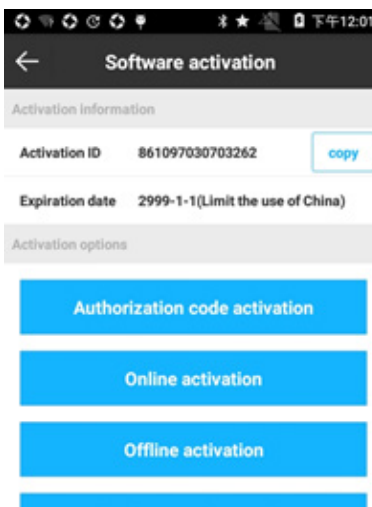 下午12:01
Software activation
Activation information
Activation ID 861097030703262 copy
Expiration date 2999-1-1(Limit the use of China)
Activation options
Authorization code activation
Online activation
Offline activation